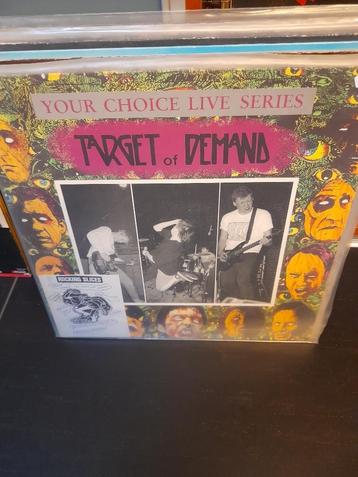 YOUR CHOICE LIVE SERIES
TARGET of DEMAND
ROCKING SLICES